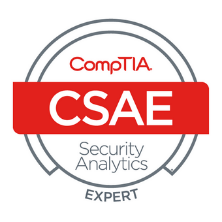 CompTIA.
CSAE
Security
Analytics
EXPERT